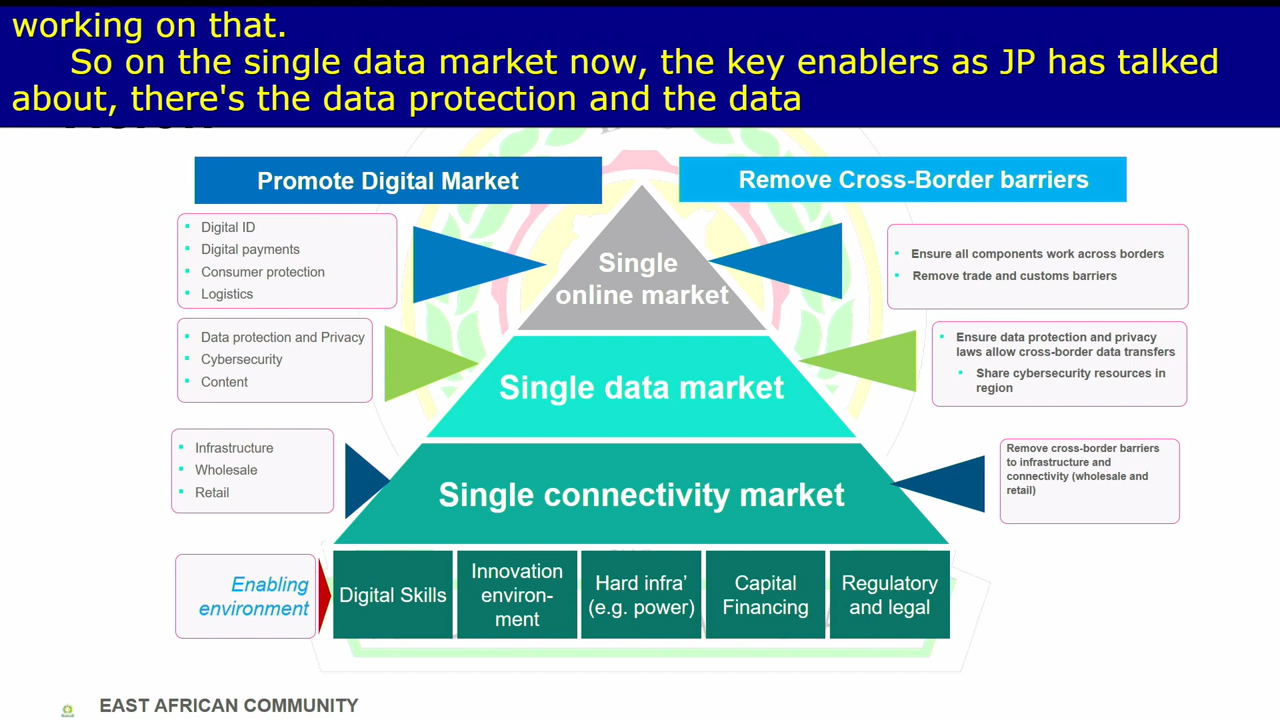 working on that.
So on the single data market now, the key enablers as JP has talked
about, there's the data protection and the data
Promote Digital Market
Remove Cross-Border barriers
Digital ID
Digital payments
Consumer protection
Logistics
Single
online market
Ensure all components work across borders
Remove trade and customs barriers
Data protection and Privacy
Cybersecurity
Content
Single data market
Ensure data protection and privacy
laws allow cross-border data transfers
Share cybersecurity resources in
region
Infrastructure
Wholesale
Retail
Single connectivity market
Remove cross-border barriers
to infrastructure and
connectivity (wholesale and
retail)
Enabling
environment
Digital Skills
Innovation
environ-
ment
Hard infra’
(e.g. power)
Capital
Financing
Regulatory
and legal
EAST AFRICAN COMMUNITY